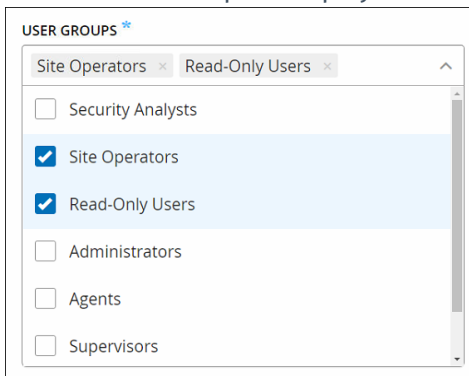 USER GROUPS *
Site Operators × Read-Only Users ×
Security Analysts
Site Operators
Read-Only Users
Administrators
Agents
Supervisors